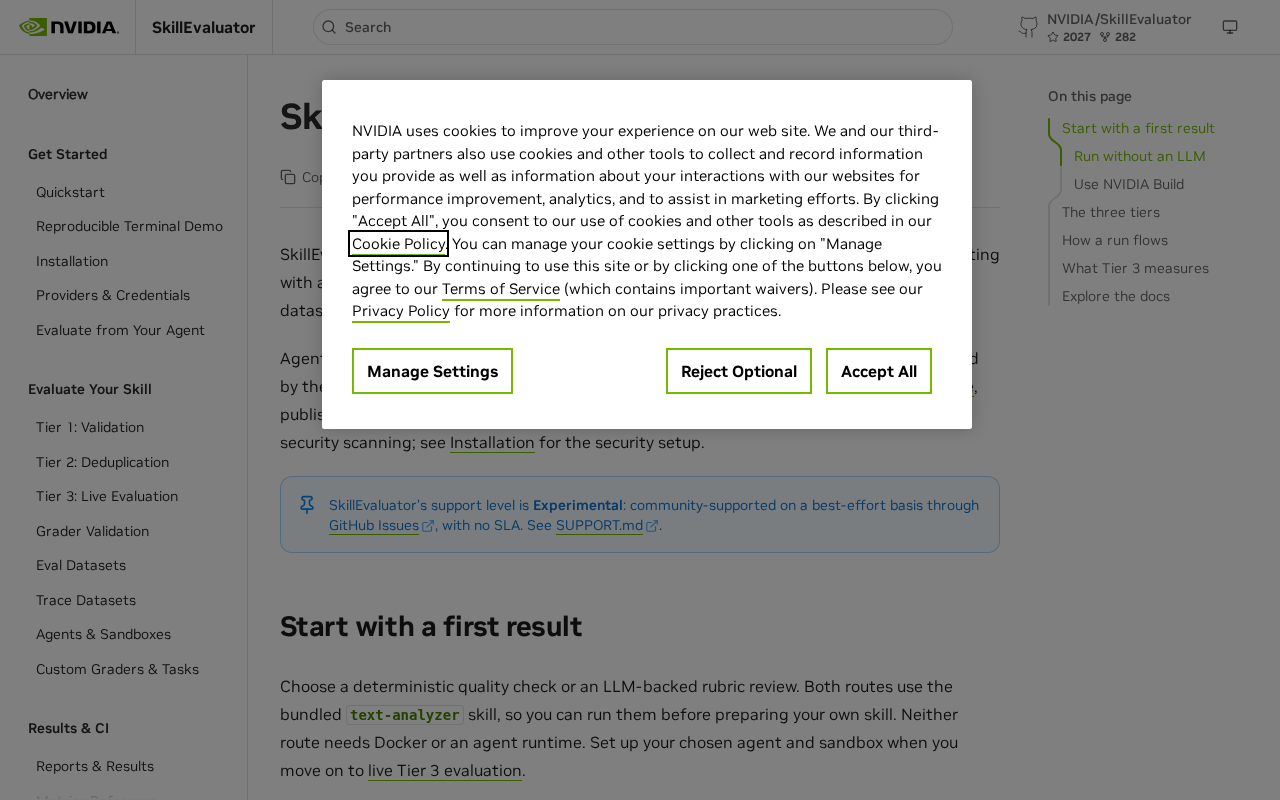 NVIDIA
SkillEvaluator
Search
NVIDIA/SkillEvaluator
2027 282
Overview
Get Started
Quickstart
Reproducible Terminal Demo
Installation
Providers & Credentials
Evaluate from Your Agent
Evaluate Your Skill
Tier 1: Validation
Tier 2: Deduplication
Tier 3: Live Evaluation
Grader Validation
Eval Datasets
Trace Datasets
Agents & Sandboxes
Custom Graders & Tasks
Results & CI
Reports & Results
NVIDIA uses cookies to improve your experience on our web site. We and our third-
party partners also use cookies and other tools to collect and record information
you provide as well as information about your interactions with our websites for
performance improvement, analytics, and to assist in marketing efforts. By clicking
"Accept All", you consent to our use of cookies and other tools as described in our
Cookie Policy. You can manage your cookie settings by clicking on "Manage
Settings." By continuing to use this site or by clicking one of the buttons below, you
agree to our Terms of Service (which contains important waivers). Please see our
Privacy Policy for more information on our privacy practices.
Manage Settings
Reject Optional
Accept All
security scanning; see Installation for the security setup.
SkillEvaluator's support level is Experimental: community-supported on a best-effort basis through
GitHub Issues, with no SLA. See SUPPORT.md.
Start with a first result
Choose a deterministic quality check or an LLM-backed rubric review. Both routes use the
bundled text-analyzer skill, so you can run them before preparing your own skill. Neither
route needs Docker or an agent runtime. Set up your chosen agent and sandbox when you
move on to live Tier 3 evaluation.
On this page
Start with a first result
Run without an LLM
Use NVIDIA Build
The three tiers
How a run flows
What Tier 3 measures
Explore the docs